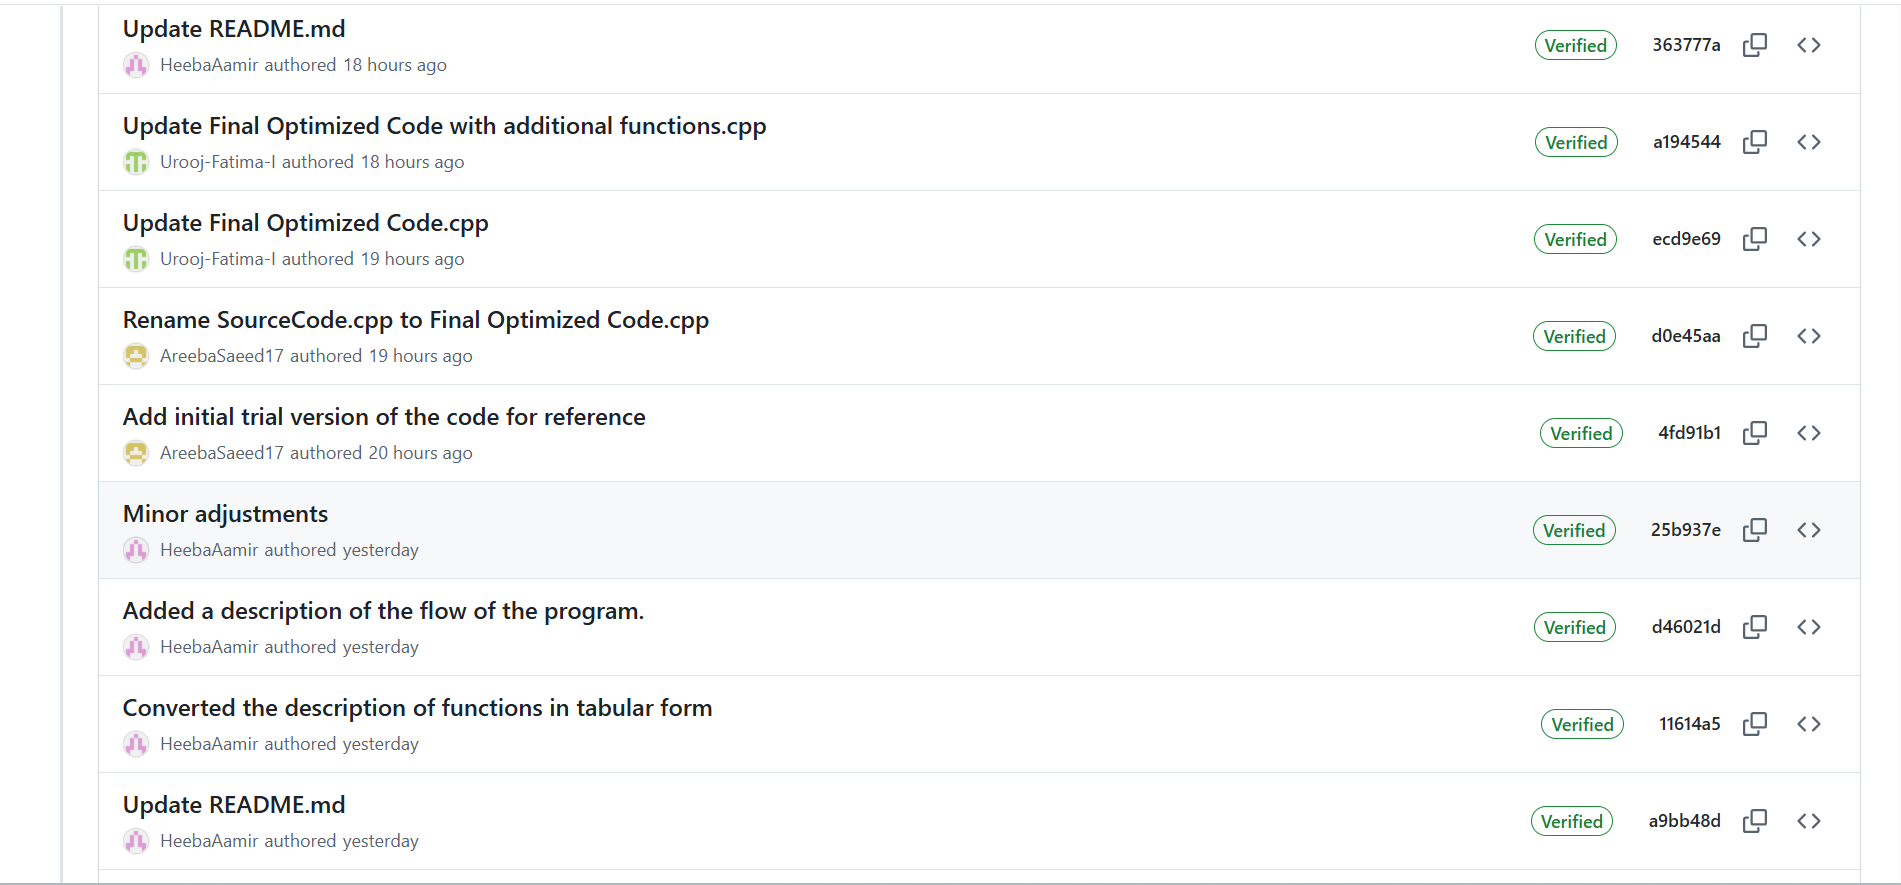 Update README.md
HeebaAamir authored 18 hours ago
Verified
363777a
Update Final Optimized Code with additional functions.cpp
Urooj-Fatima-I authored 18 hours ago
Verified
a194544
Update Final Optimized Code.cpp
Urooj-Fatima-I authored 19 hours ago
Verified
ecd9e69
Rename SourceCode.cpp to Final Optimized Code.cpp
AreebaSaeed17 authored 19 hours ago
Verified
d0e45aa
Add initial trial version of the code for reference
AreebaSaeed17 authored 20 hours ago
Verified
4fd91b1
Minor adjustments
HeebaAamir authored yesterday
Verified
25b937e
Added a description of the flow of the program.
HeebaAamir authored yesterday
Verified
d46021d
Converted the description of functions in tabular form
HeebaAamir authored yesterday
Verified
11614a5
Update README.md
HeebaAamir authored yesterday
Verified
a9bb48d